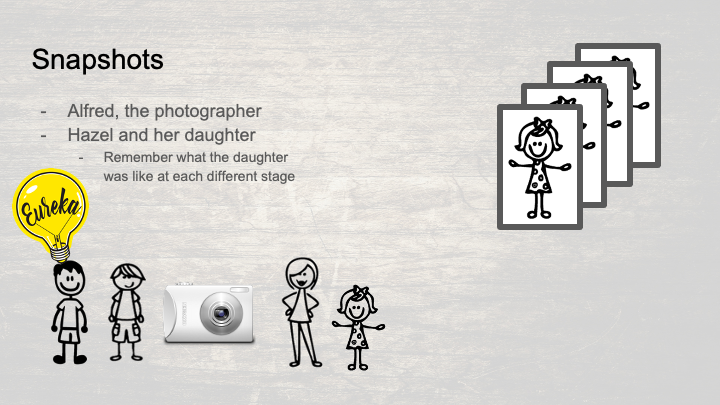 Snapshots
- Alfred, the photographer
- Hazel and her daughter
- Remember what the daughter
was like at each different stage
Eureka